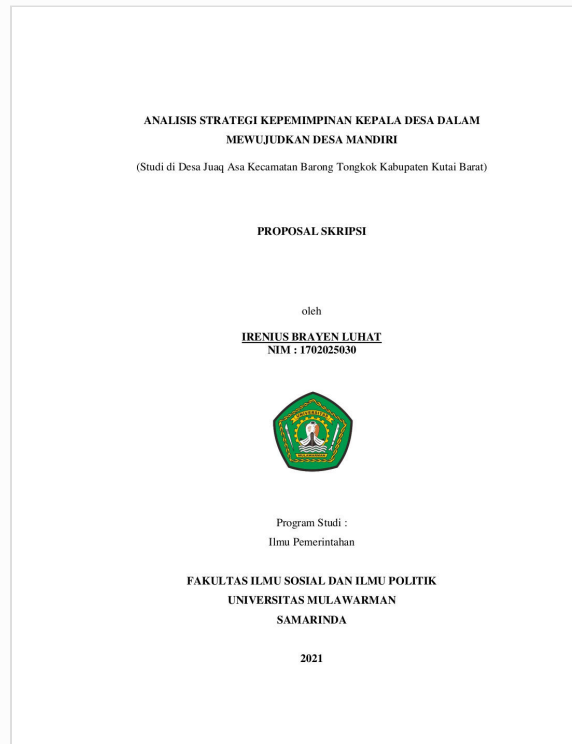 ANALISIS STRATEGI KEPEMIMPINAN KEPALA DESA DALAM
MEWUJUDKAN DESA MANDIRI
(Studi di Desa Juaq Asa Kecamatan Barong Tongkok Kabupaten Kutai Barat)
PROPOSAL SKRIPSI
oleh
IRENIUS BRAYEN LUHAT
NIM : 1702025030
UNIVERSITAS
MULAWARMAN
Program Studi :
Ilmu Pemerintahan
FAKULTAS ILMU SOSIAL DAN ILMU POLITIK
UNIVERSITAS MULAWARMAN
SAMARINDA
2021